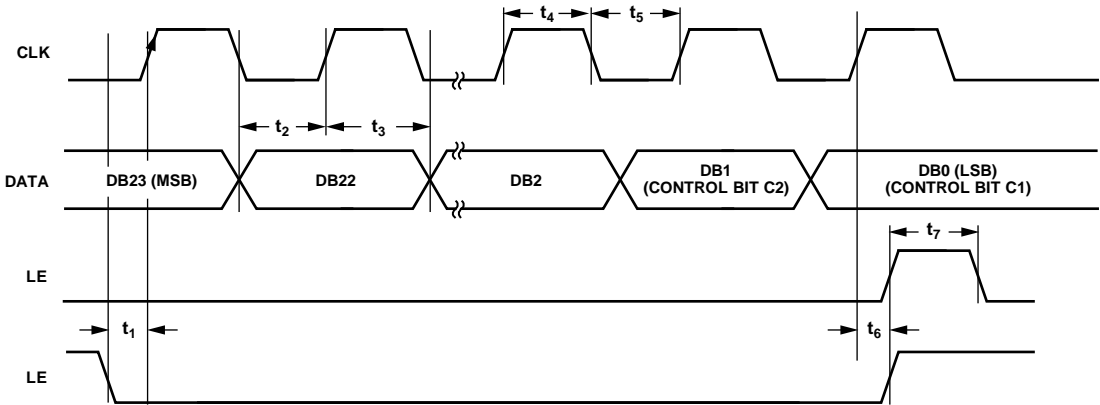 t4
t5
CLK
t2
t3
DATA
DB23 (MSB)
DB22
DB2
DB1
(CONTROL BIT C2)
DB0 (LSB)
(CONTROL BIT C1)
t7
LE
t1
t6
LE